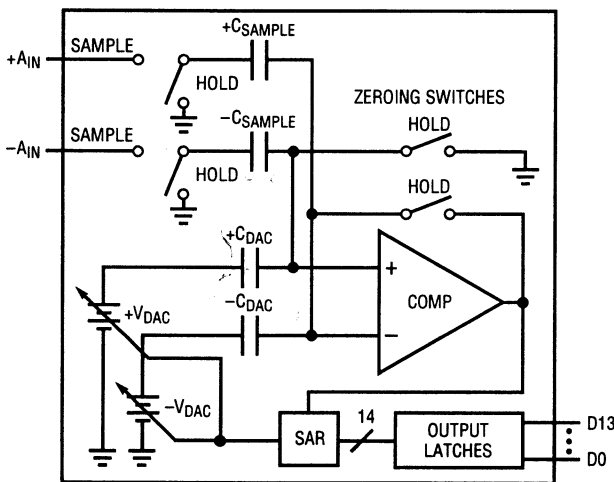 +AIN
SAMPLE
+CSAMPLE
HOLD
ZEROING SWITCHES
−AIN
SAMPLE
−CSAMPLE
HOLD
HOLD
HOLD
+CDAC
−CDAC
+VDAC
−VDAC
+
COMP
−
SAR
14
OUTPUT
LATCHES
D13
D0